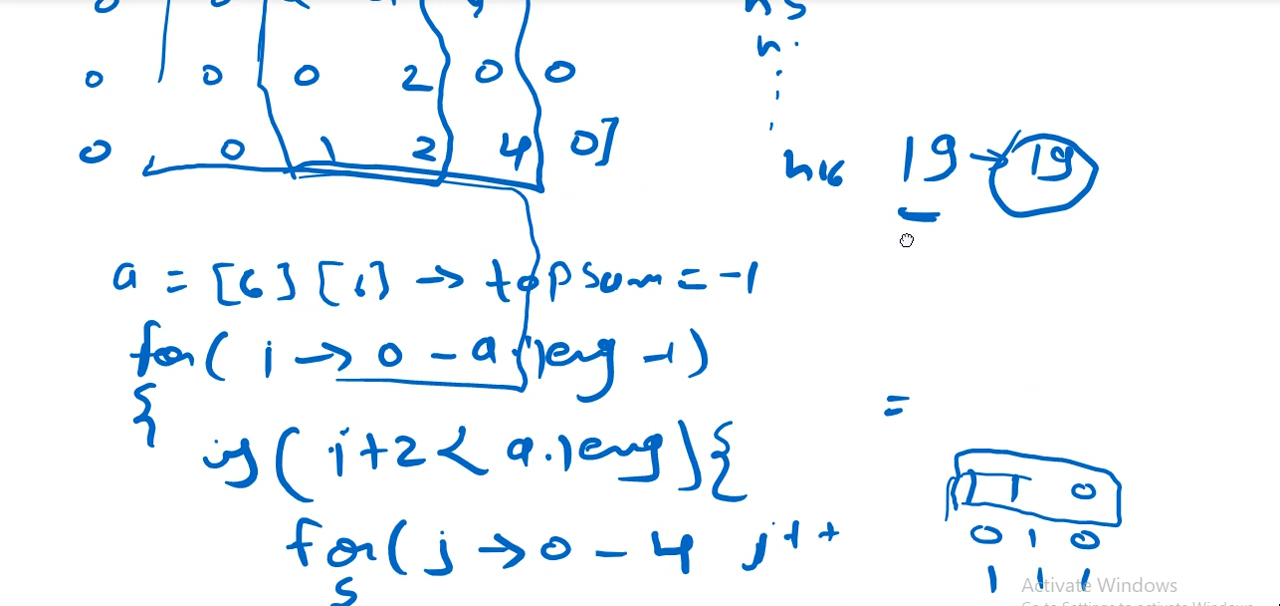 0 0 0 2 0 0
0 0 1 2 4 0]
h16 19 → 19
a = [6][6] → topsum = -1
for( i → 0 - a.leng -1)
{
if( i+2 < a.leng){
for( j → 0 - 4 j++
=
1 1 0
0 1 0
1 1 1
Activate Windows